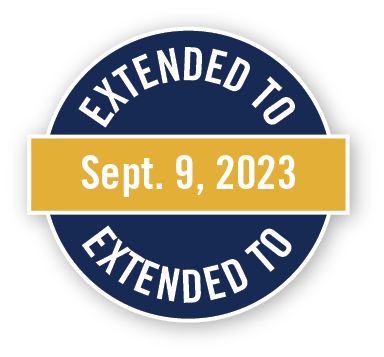 EXTENDED TO
Sept. 9, 2023
EXTENDED TO